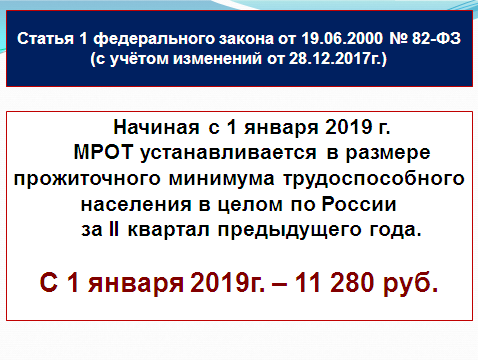 Статья 1 федерального закона от 19.06.2000 № 82-ФЗ
(с учётом изменений от 28.12.2017г.)
Начиная с 1 января 2019 г.
МРОТ устанавливается в размере
прожиточного минимума трудоспособного
населения в целом по России
за II квартал предыдущего года.
С 1 января 2019г. – 11 280 руб.